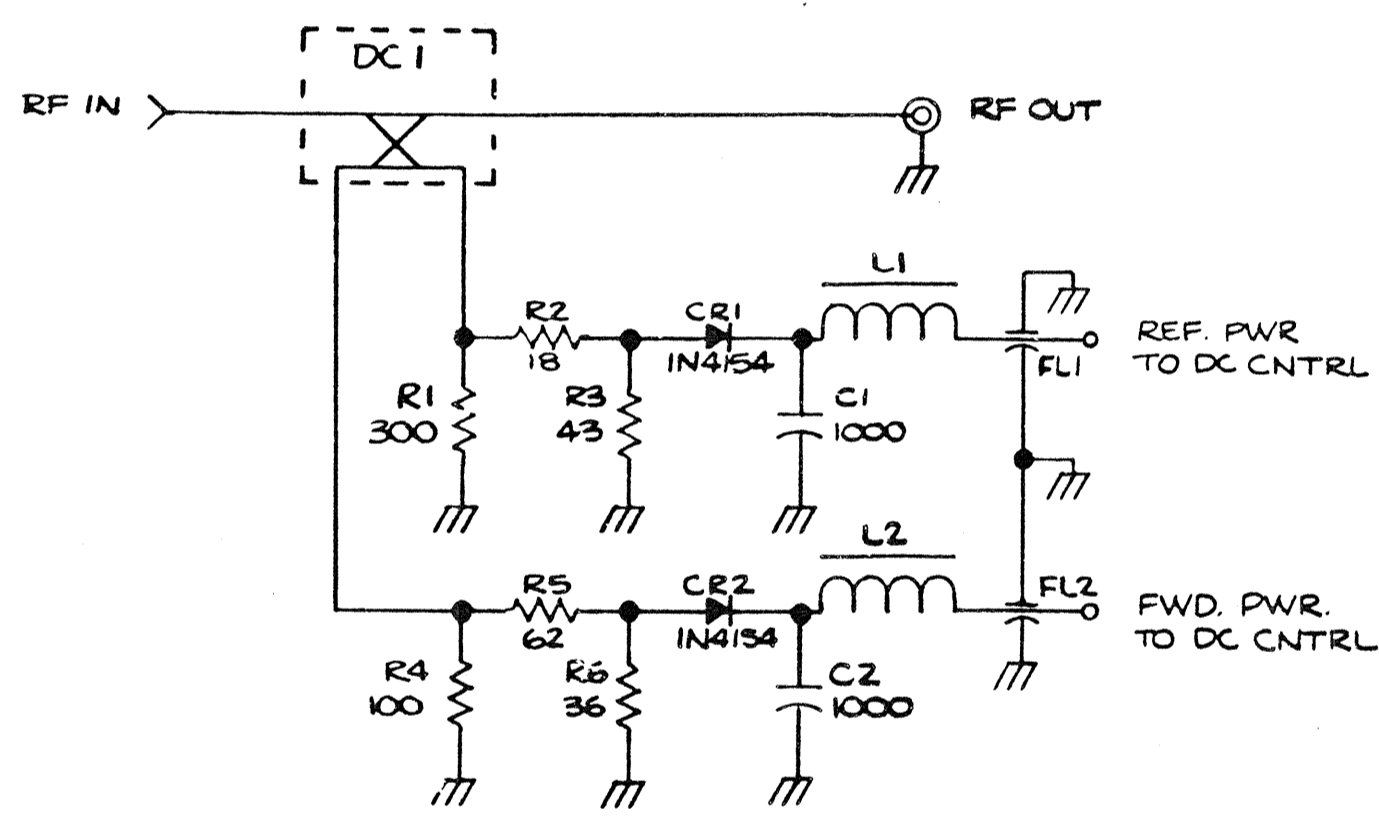 DC 1
RF IN
RF OUT
L1
R2
18
CR1
1N4154
REF. PWR
TO DC CNTRL
FL1
R1
300
R3
43
C1
1000
L2
R5
62
CR2
1N4154
FL2
FWD. PWR.
TO DC CNTRL
R4
100
R6
36
C2
1000